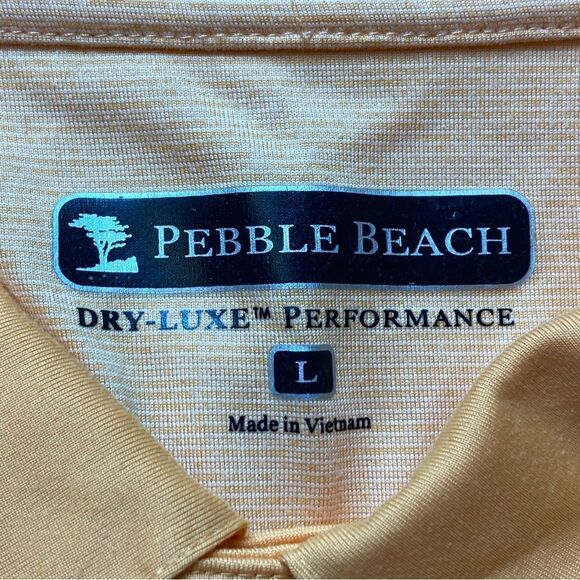 PEBBLE BEACH
DRY-LUXE™ PERFORMANCE
L
Made in Vietnam